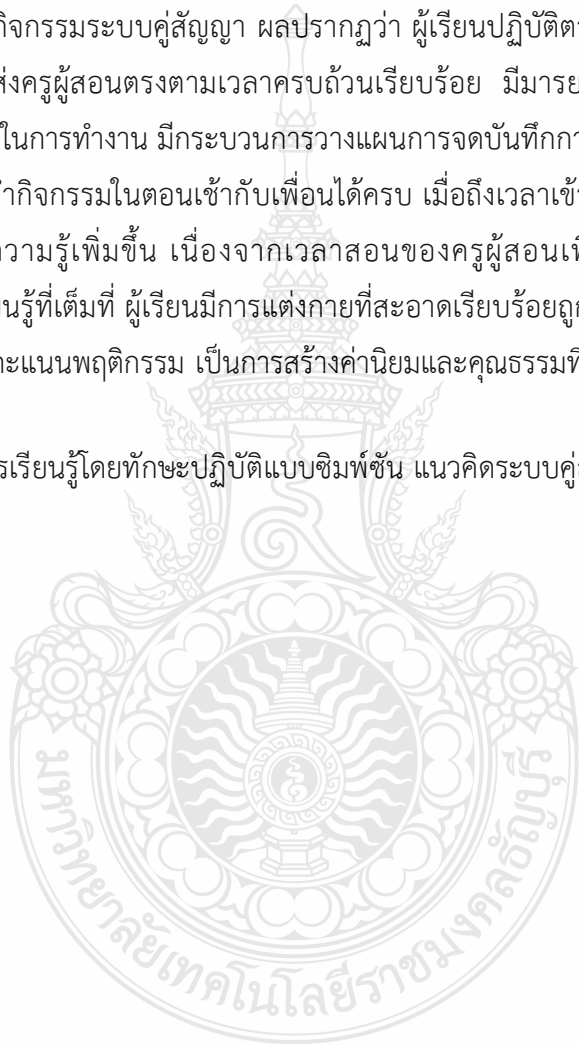 กิจกรรมระบบคู่สัญญา ผลปรากฏว่า ผู้เรียนปฏิบัติต
ส่งครูผู้สอนตรงตามเวลาครบถ้วนเรียบร้อย มีมารย
ในการทำงาน มีกระบวนการวางแผนการจดบันทึกกา
ำกิจกรรมในตอนเช้ากับเพื่อนได้ครบ เมื่อถึงเวลาเข้า
ความรู้เพิ่มขึ้น เนื่องจากเวลาสอนของครูผู้สอนเพี
ยนรู้ที่เต็มที่ ผู้เรียนมีการแต่งกายที่สะอาดเรียบร้อยถูก
คะแนนพฤติกรรม เป็นการสร้างค่านิยมและคุณธรรมที
รเรียนรู้โดยทักษะปฏิบัติแบบซิมพ์ซัน แนวคิดระบบคู่ส
มหาวิทยาลัยเทคโนโลยีราชมงคลธัญบุรี